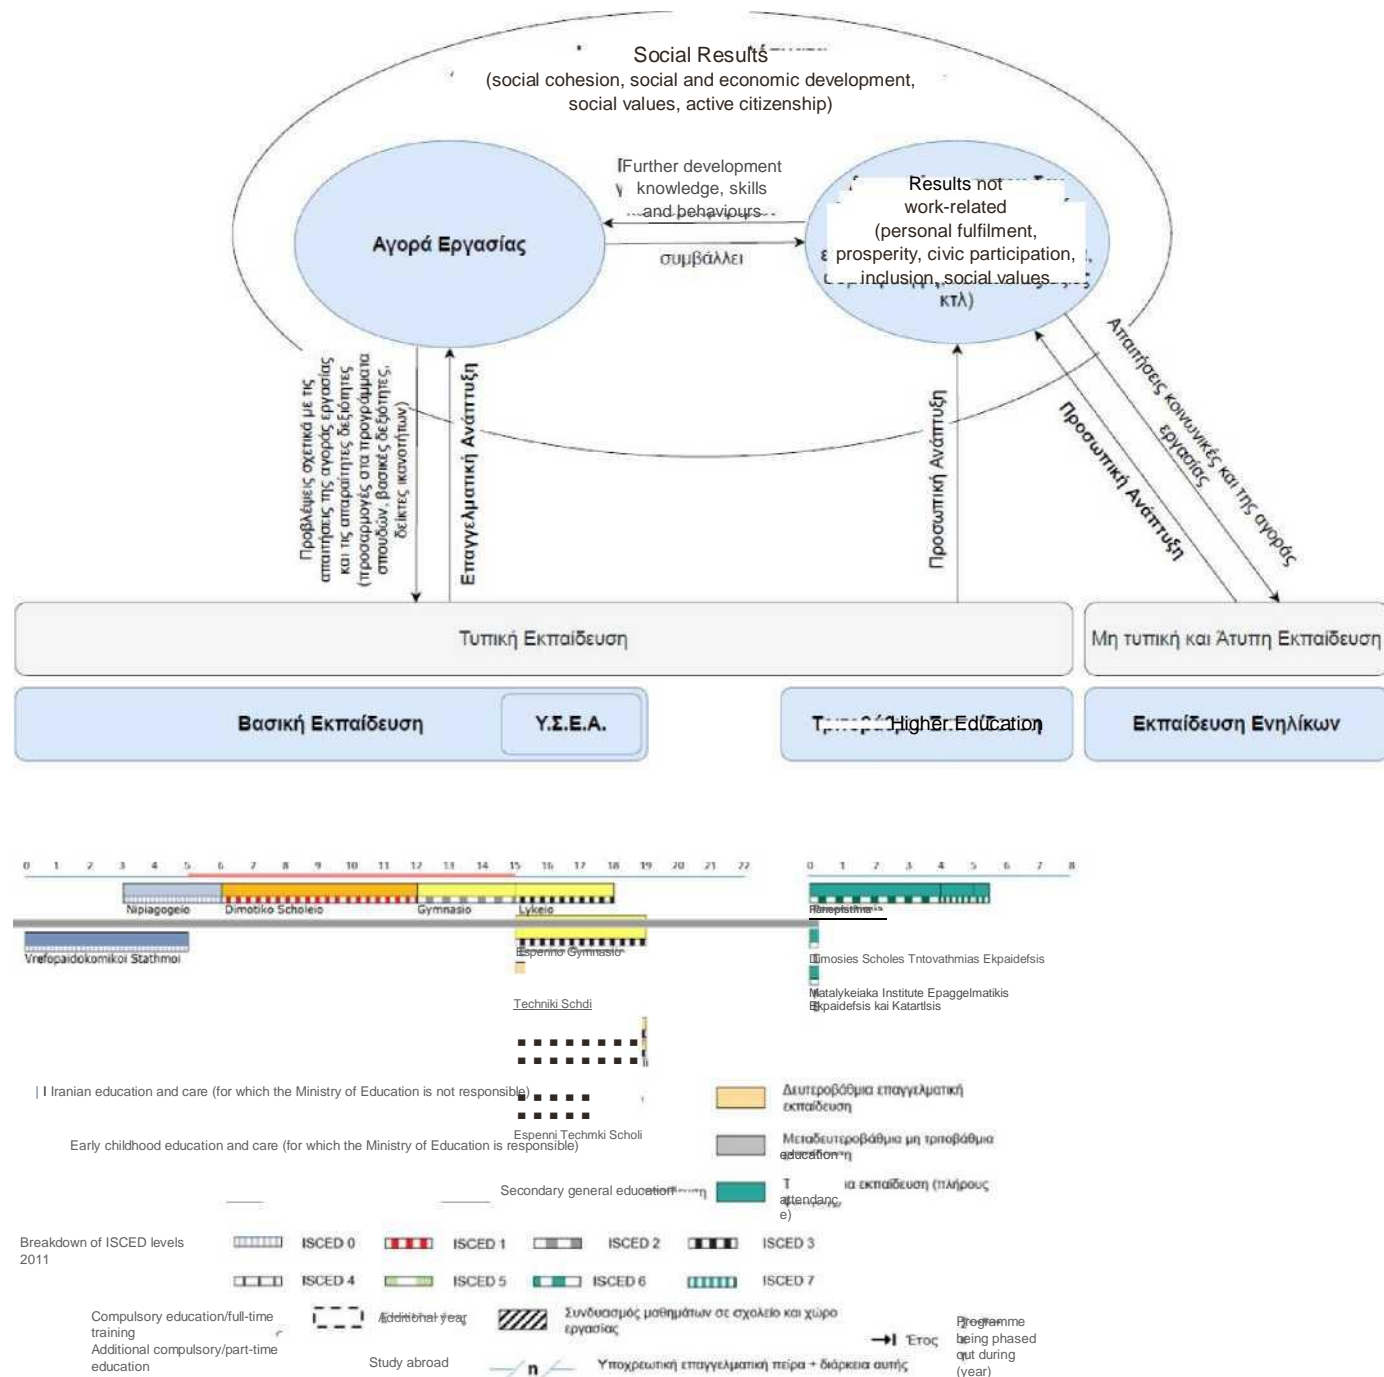 Social Results
(social cohesion, social and economic development,
social values, active citizenship)
Further development
knowledge, skills
and behaviours
Αγορά Εργασίας
συμβάλλει
Results not
work-related
(personal fulfilment,
prosperity, civic participation,
inclusion, social values
κτλ)
Προβλέψεις σχετικά με τις
απαιτήσεις της αγοράς εργασίας
και τις απαραίτητες δεξιότητες
(προσαρμογές στα προγράμματα
σπουδών, βασικές δεξιότητες,
δείκτες ικανοτήτων)
Επαγγελματική Ανάπτυξη
Προσωπική Ανάπτυξη
Προσωπική Ανάπτυξη
Απαιτήσεις κοινωνικές και της αγοράς
εργασίας
Τυπική Εκπαίδευση
Μη τυπική και Άτυπη Εκπαίδευση
Βασική Εκπαίδευση
Υ.Σ.Ε.Α.
Higher Education
Εκπαίδευση Ενηλίκων
0 1 2 3 4 5 6 7 8 9 10 11 12 13 14 15 16 17 18 19 20 21 22
0 1 2 3 4 5 6 7 8
Nipiagogeio
Dimotiko Scholeio
Gymnasio
Lykeio
Vrefopaidokomikoi Stathmoi
Gymnasio
Dimosies Scholes Tntovathmias Ekpaidefsis
Techniki Schdi
Matalykeiaka Institute Epaggelmatikis
Ekpaidefsis kai Katartlsis
| I Iranian education and care (for which the Ministry of Education is not responsible)
Δευτεροβάθμια επαγγελματική
εκπαίδευση
Espenni Techmki Scholi
Early childhood education and care (for which the Ministry of Education is responsible)
Μεταδευτεροβάθμια μη τριτοβάθμια
education
Secondary general education
εκπαίδευση (πλήρους
attendanc
e)
Breakdown of ISCED levels
2011
ISCED 0
ISCED 1
ISCED 2
ISCED 3
ISCED 4
ISCED 5
ISCED 6
ISCED 7
Compulsory education/full-time
training
Additional compulsory/part-time
education
Additional year
Συνδυασμός μαθημάτων σε σχολείο και χώρο
εργασίας
Έτος
Programme
being phased
out during
(year)
Study abroad
n
Υποχρεωτική επαγγελματική πείρα + διάρκεια αυτής